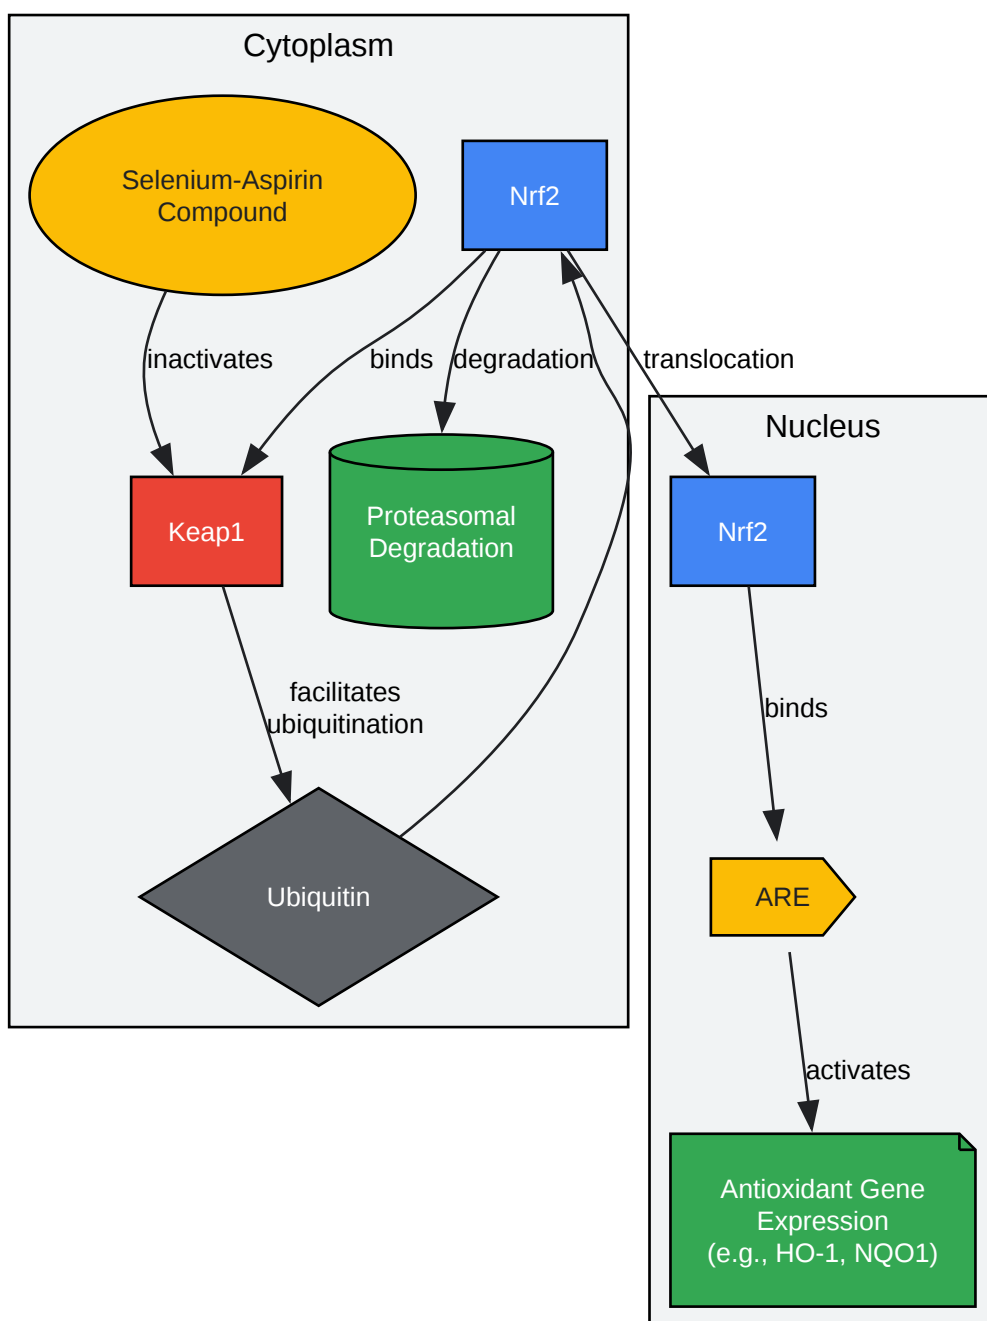 Cytoplasm
Selenium-Aspirin
Compound
Nrf2
inactivates
binds
degradation
translocation
Nucleus
Keap1
Proteasomal
Degradation
Nrf2
facilitates
ubiquitination
binds
Ubiquitin
ARE
activates
Antioxidant Gene
Expression
(e.g., HO-1, NQO1)